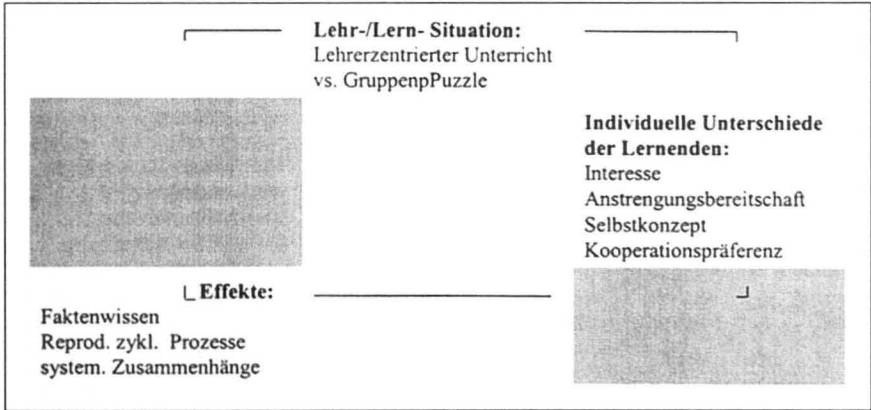 Lehr-/Lern- Situation:
Lehrerzentrierter Unterricht
vs. GruppenpPuzzle
Individuelle Unterschiede
der Lernenden:
Interesse
Anstrengungsbereitschaft
Selbstkonzept
Kooperationspräferenz
Effekte:
Faktenwissen
Reprod. zykl. Prozesse
system. Zusammenhänge